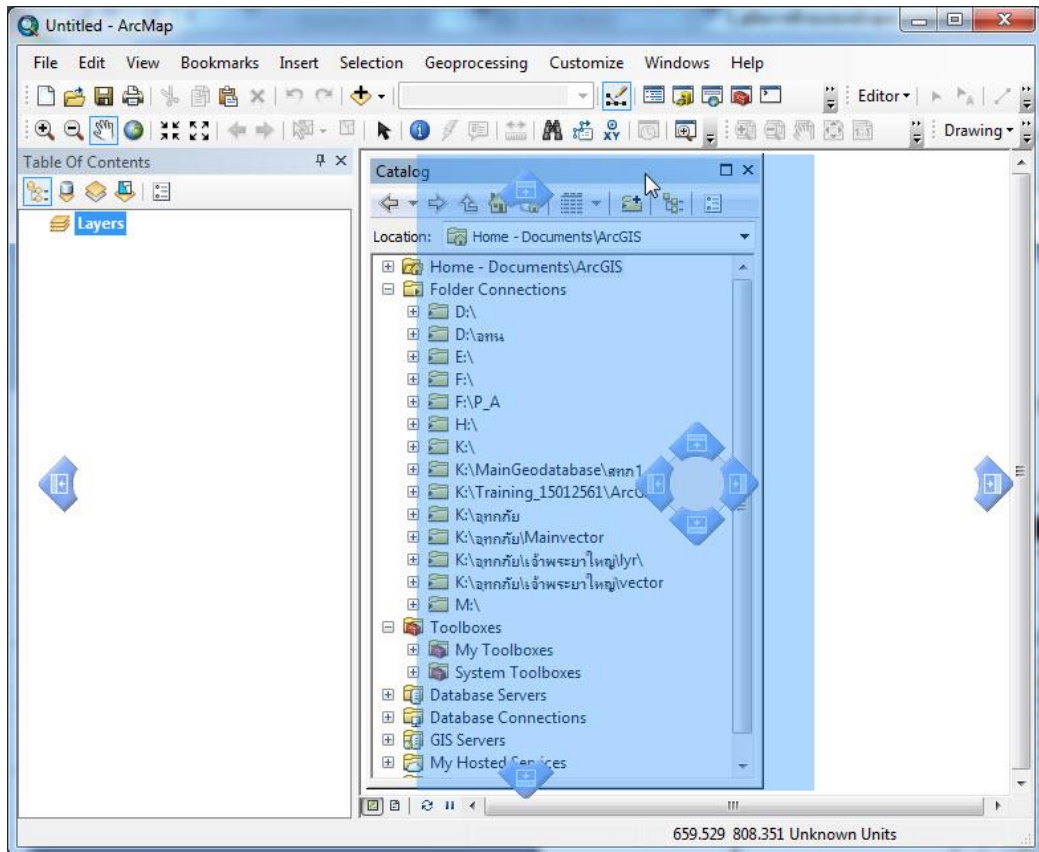 Untitled - ArcMap
File Edit View Bookmarks Insert Selection Geoprocessing Customize Windows Help
Editor
Drawing
Table Of Contents
Layers
Catalog
Location: Home - Documents\ArcGIS
Home - Documents\ArcGIS
Folder Connections
D:\
D:\อทน
E:\
F:\
F:\P_A
H:\
K:\
K:\MainGeodatabase\สทภ1
K:\Training_15012561\ArcG
K:\อุทกภัย
K:\อุทกภัย\Mainvector
K:\อุทกภัย\เจ้าพระยาใหญ่\lyr\
K:\อุทกภัย\เจ้าพระยาใหญ่\vector
M:\
Toolboxes
My Toolboxes
System Toolboxes
Database Servers
Database Connections
GIS Servers
My Hosted Services
659.529 808.351 Unknown Units